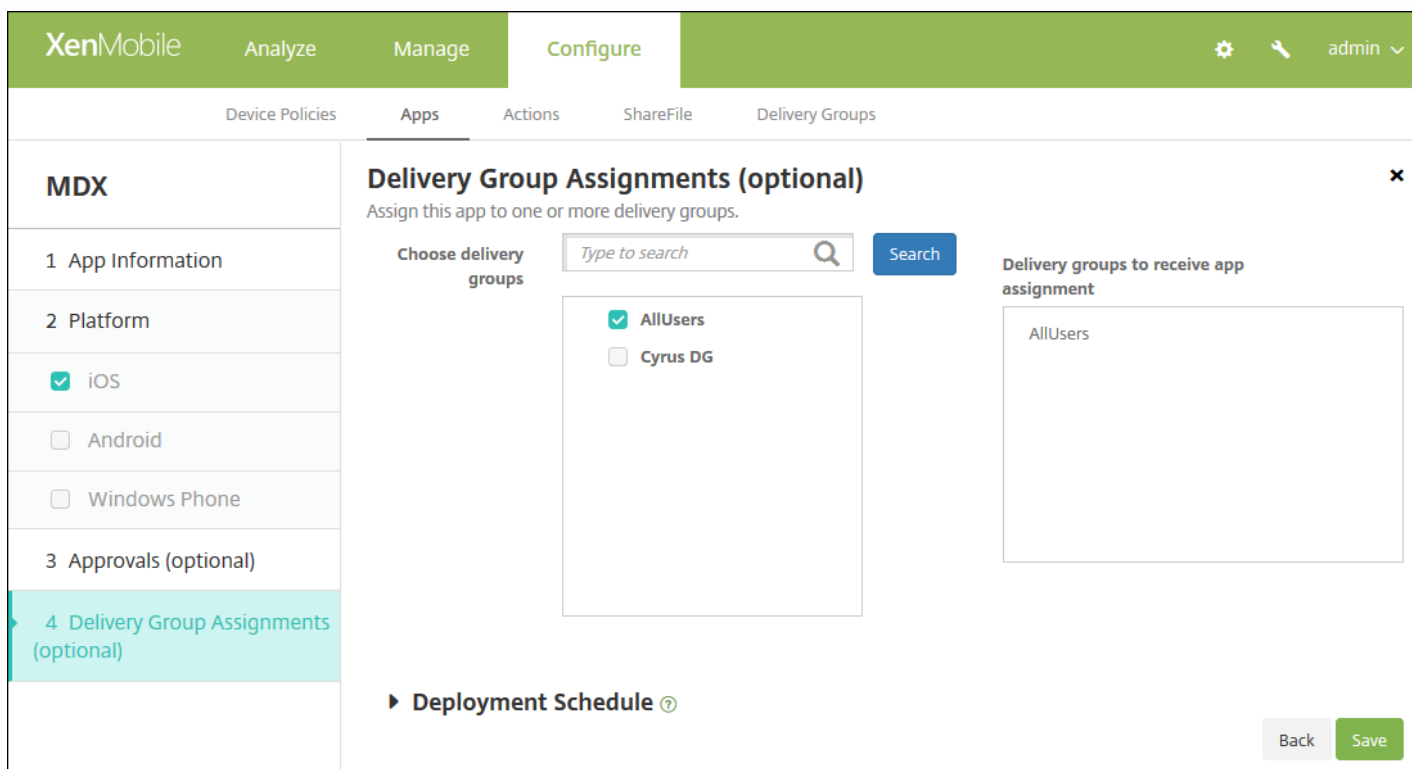 XenMobile Analyze Manage Configure admin
Device Policies Apps Actions ShareFile Delivery Groups
MDX
1 App Information
2 Platform
iOS
Android
Windows Phone
3 Approvals (optional)
4 Delivery Group Assignments
(optional)
Delivery Group Assignments (optional)
Assign this app to one or more delivery groups.
Choose delivery
groups
Type to search
Search
AllUsers
Cyrus DG
Delivery groups to receive app
assignment
AllUsers
Deployment Schedule ?
Back Save